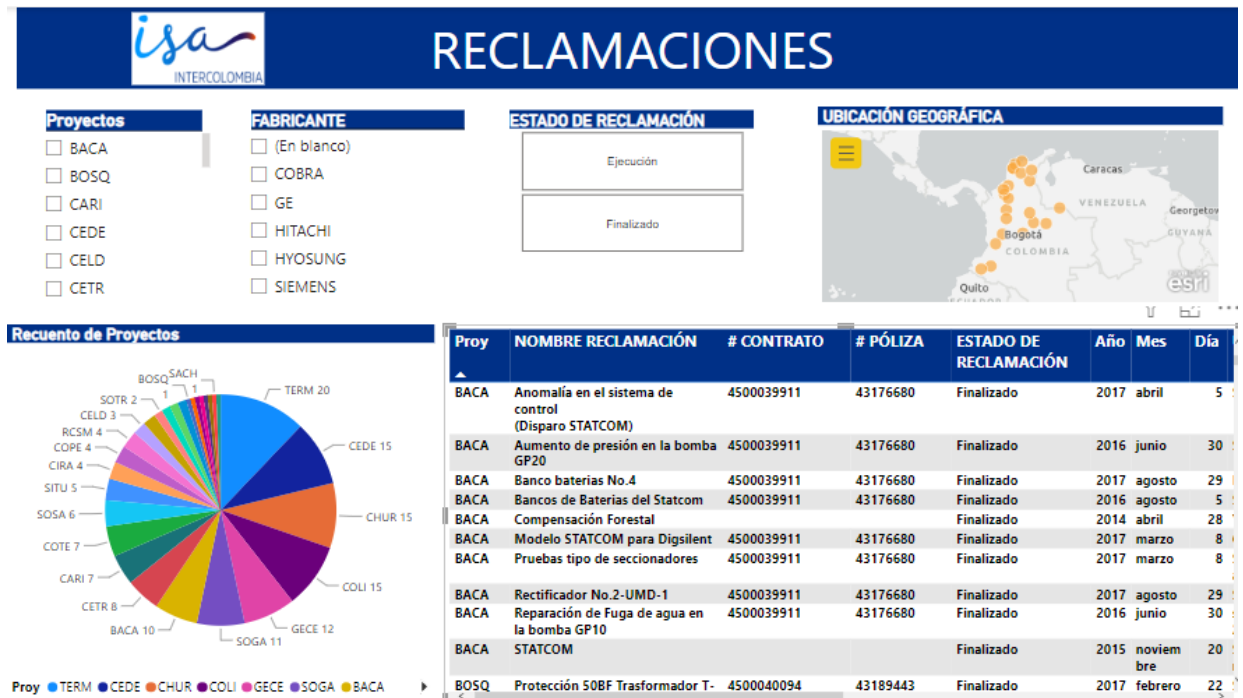 isa
INTERCOLOMBIA
RECLAMACIONES
Proyectos
BACA
BOSQ
CARI
CEDE
CELD
CETR
FABRICANTE
(En blanco)
COBRA
GE
HITACHI
HYOSUNG
SIEMENS
ESTADO DE RECLAMACIÓN
Ejecución
Finalizado
UBICACIÓN GEOGRÁFICA
Caracas
VENEZUELA
Georgetov
GUYANA
Bogotá
COLOMBIA
Quito
ECUADOR
esri
Recuento de Proyectos
TERM 20
CEDE 15
CHUR 15
COLI 15
GECE 12
SOGA 11
BACA 10
CETR 8
CARI 7
COTE 7
SOSA 6
SITU 5
CIRA 4
COPE 4
RCSM 4
CELD 3
SOTR 2
BOSQ 1
SACH 1
Proy TERM CEDE CHUR COLI GECE SOGA BACA
Proy NOMBRE RECLAMACIÓN # CONTRATO # PÓLIZA ESTADO DE Año Mes Día
RECLAMACIÓN
BACA Anomalía en el sistema de 4500039911 43176680 Finalizado 2017 abril 5
control
(Disparo STATCOM)
BACA Aumento de presión en la bomba 4500039911 43176680 Finalizado 2016 junio 30
GP20
BACA Banco baterias No.4 4500039911 43176680 Finalizado 2017 agosto 29
BACA Bancos de Baterias del Statcom 4500039911 43176680 Finalizado 2016 agosto 5
BACA Compensación Forestal Finalizado 2014 abril 28
BACA Modelo STATCOM para Digsilent 4500039911 43176680 Finalizado 2017 marzo 8
BACA Pruebas tipo de seccionadores 4500039911 43176680 Finalizado 2017 marzo 8
BACA Rectificador No.2-UMD-1 4500039911 43176680 Finalizado 2017 agosto 29
BACA Reparación de Fuga de agua en 4500039911 43176680 Finalizado 2016 junio 30
la bomba GP10
BACA STATCOM Finalizado 2015 noviem 20
bre
BOSQ Protección 50BF Trasformador T- 4500040094 43189443 Finalizado 2017 febrero 22